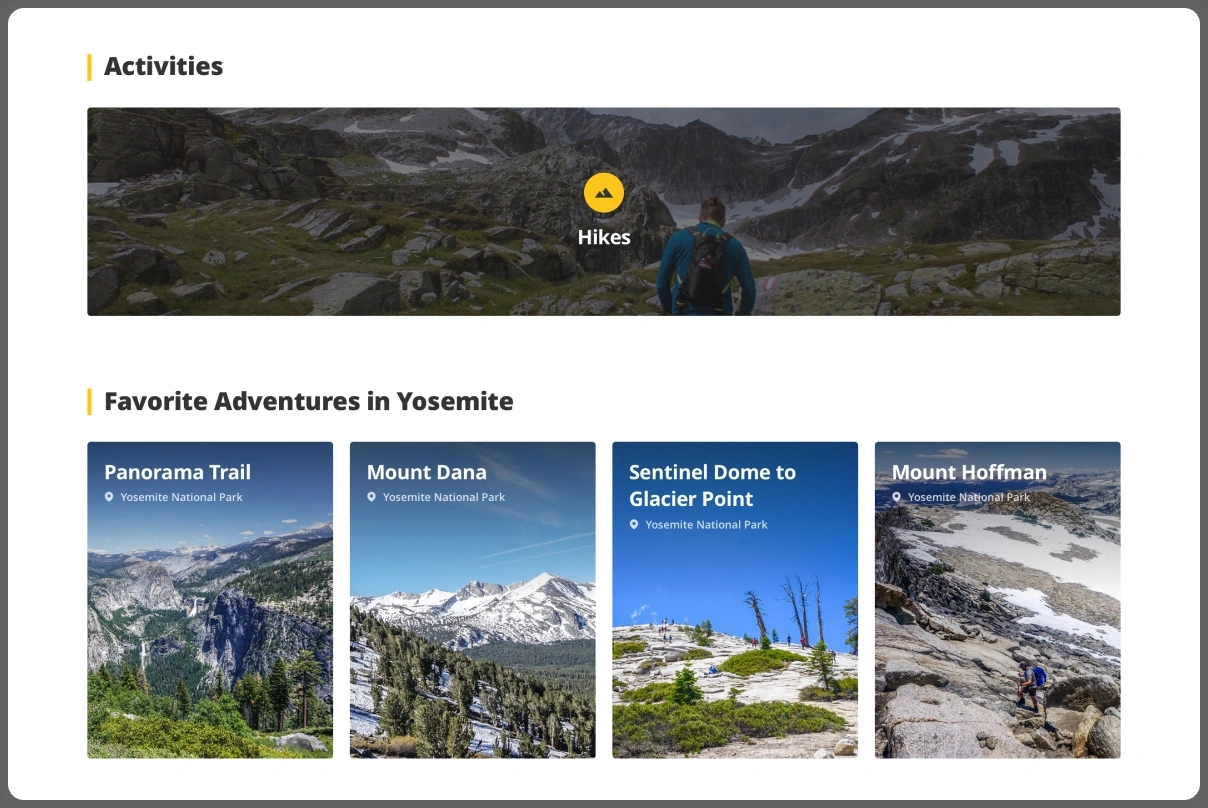 Activities
Hikes
Favorite Adventures in Yosemite
Panorama Trail
Yosemite National Park
Mount Dana
Yosemite National Park
Sentinel Dome to
Glacier Point
Yosemite National Park
Mount Hoffman
Yosemite National Park